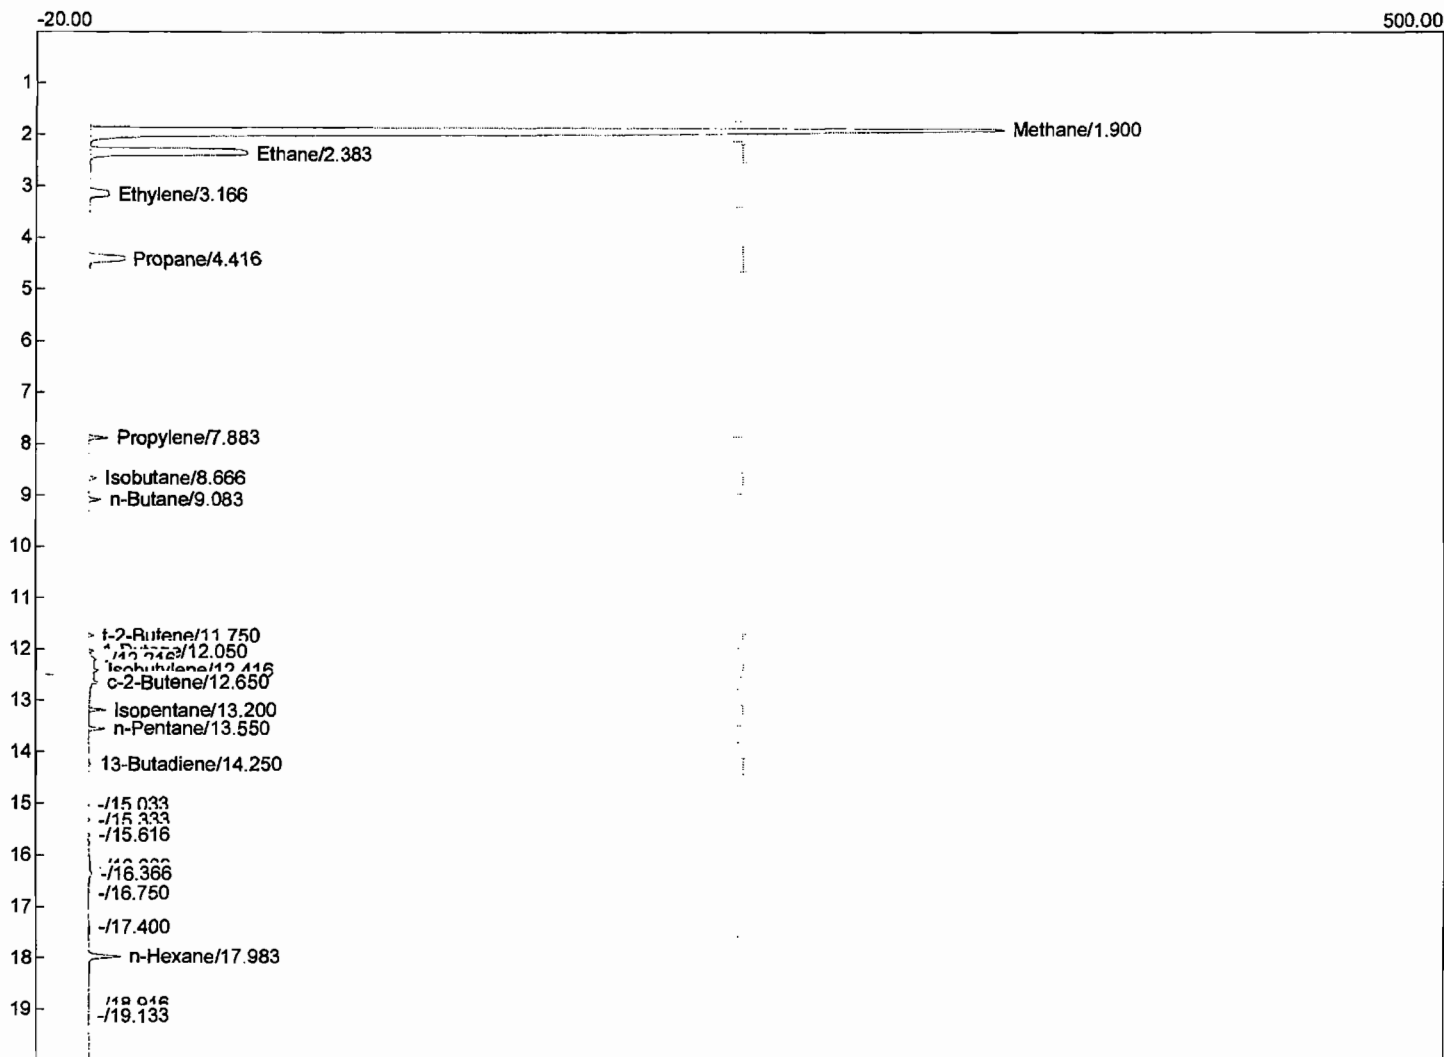 -20.00 500.00
1
2
Methane/1.900
Ethane/2.383
3
Ethylene/3.166
4
Propane/4.416
5
6
7
8
Propylene/7.883
Isobutane/8.666
9
n-Butane/9.083
10
11
t-2-Butene/11.750
12
1-Butene/12.050
Isobutylene/12.416
c-2-Butene/12.650
13
Isopentane/13.200
n-Pentane/13.550
14
13-Butadiene/14.250
15
-/15.033
-/15.333
-/15.616
16
-/16.366
-/16.750
17
-/17.400
18
n-Hexane/17.983
19
/18.916
-/19.133